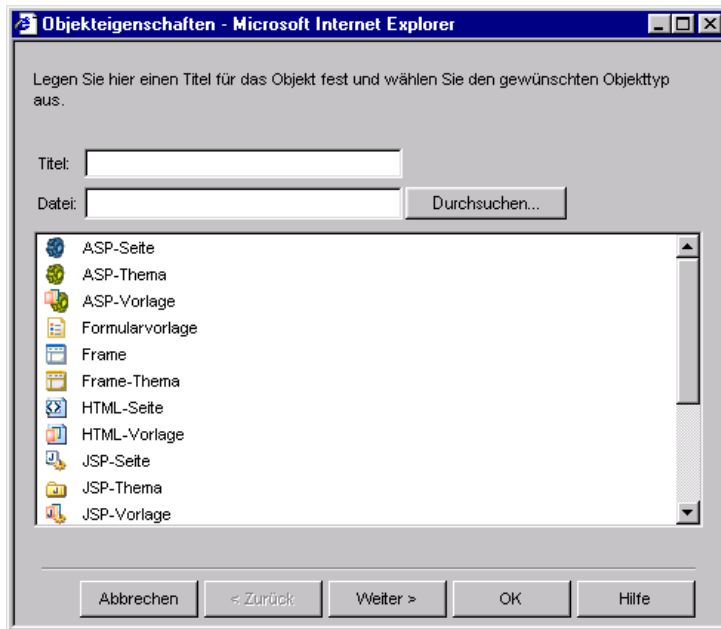 Objekteigenschaften - Microsoft Internet Explorer
Legen Sie hier einen Titel für das Objekt fest und wählen Sie den gewünschten Objekttyp
aus.
Titel:
Datei:
Durchsuchen...
ASP-Seite
ASP-Thema
ASP-Vorlage
Formularvorlage
Frame
Frame-Thema
HTML-Seite
HTML-Vorlage
JSP-Seite
JSP-Thema
JSP-Vorlage
Abbrechen
< Zurück
Weiter >
OK
Hilfe